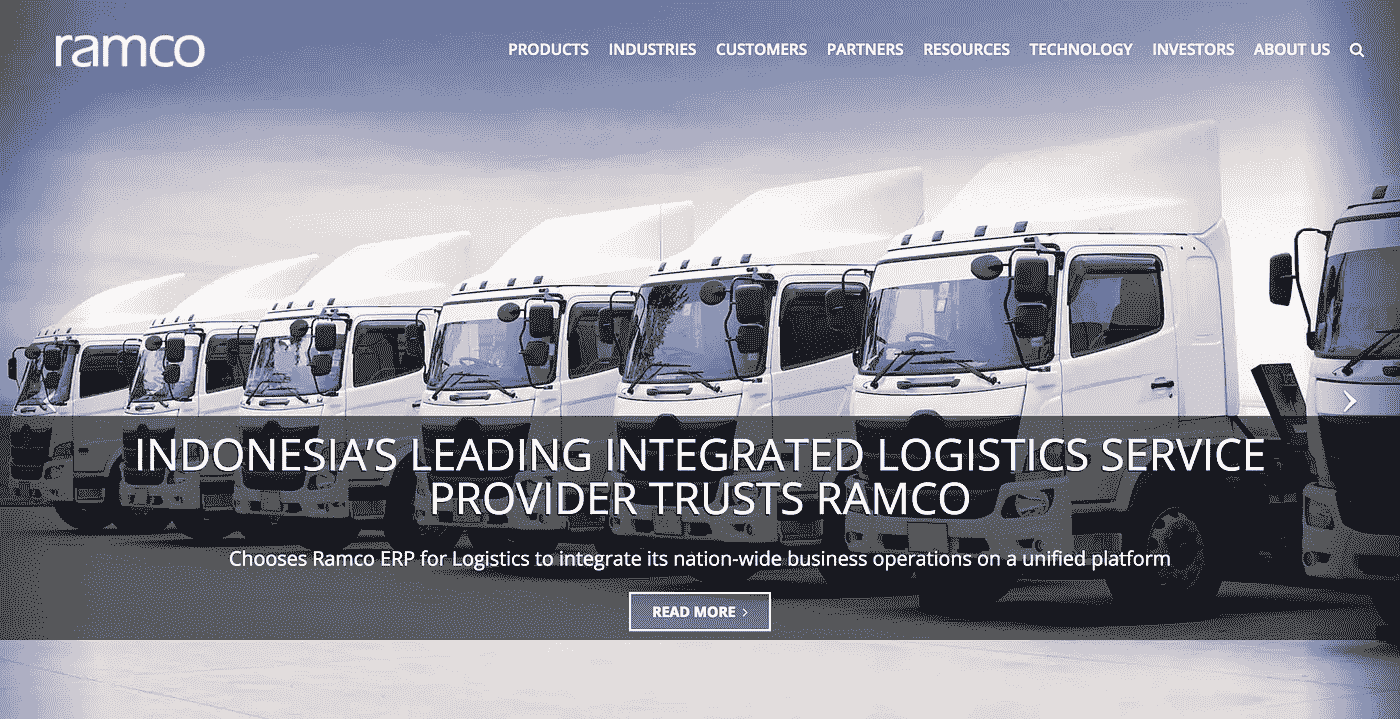 ramco
PRODUCTS INDUSTRIES CUSTOMERS PARTNERS RESOURCES TECHNOLOGY INVESTORS ABOUT US
INDONESIA’S LEADING INTEGRATED LOGISTICS SERVICE
PROVIDER TRUSTS RAMCO
Chooses Ramco ERP for Logistics to integrate its nation-wide business operations on a unified platform
READ MORE